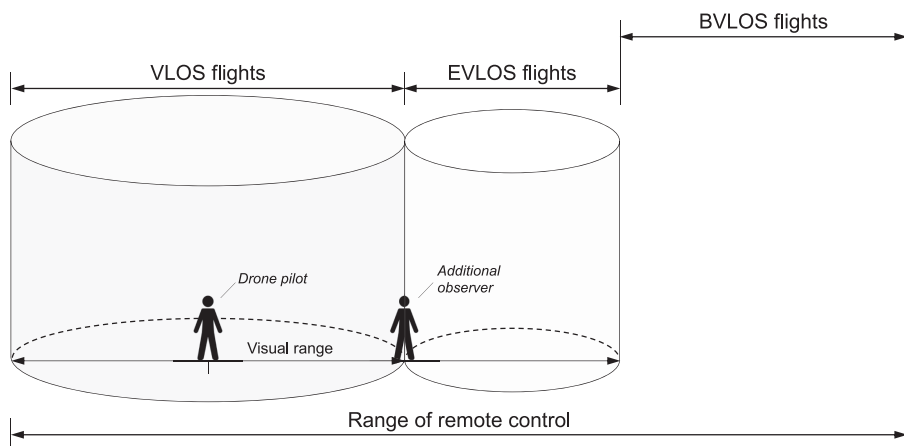 BVLOS flights
VLOS flights
EVLOS flights
Drone pilot
Additional
observer
Visual range
Range of remote control